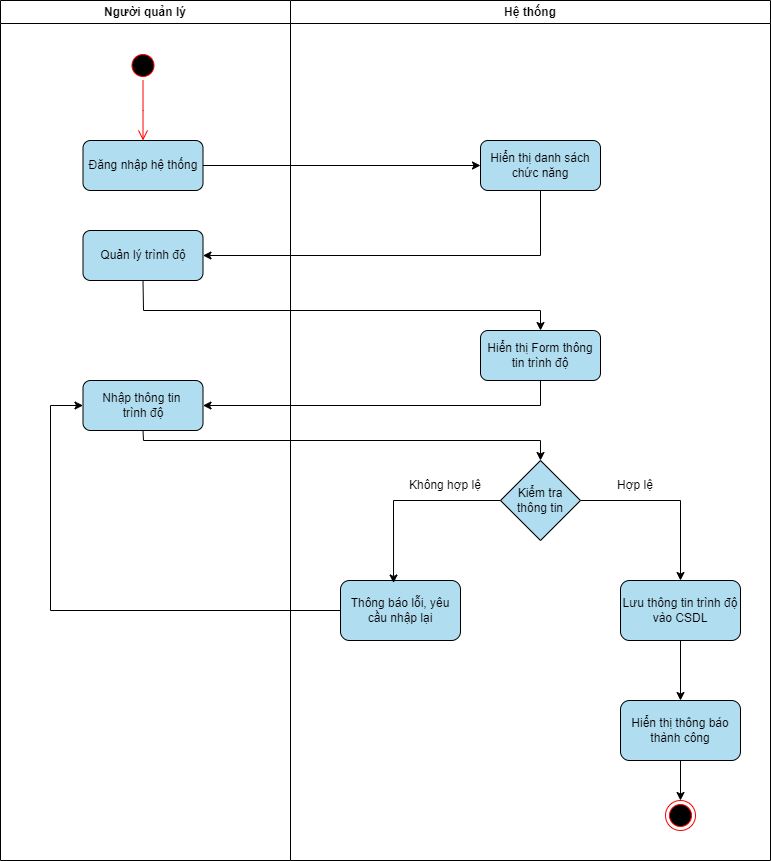 Người quản lý
Hệ thống
Đăng nhập hệ thống
Hiển thị danh sách
chức năng
Quản lý trình độ
Hiển thị Form thông
tin trình độ
Nhập thông tin
trình độ
Không hợp lệ
Kiểm tra
thông tin
Hợp lệ
Thông báo lỗi, yêu
cầu nhập lại
Lưu thông tin trình độ
vào CSDL
Hiển thị thông báo
thành công